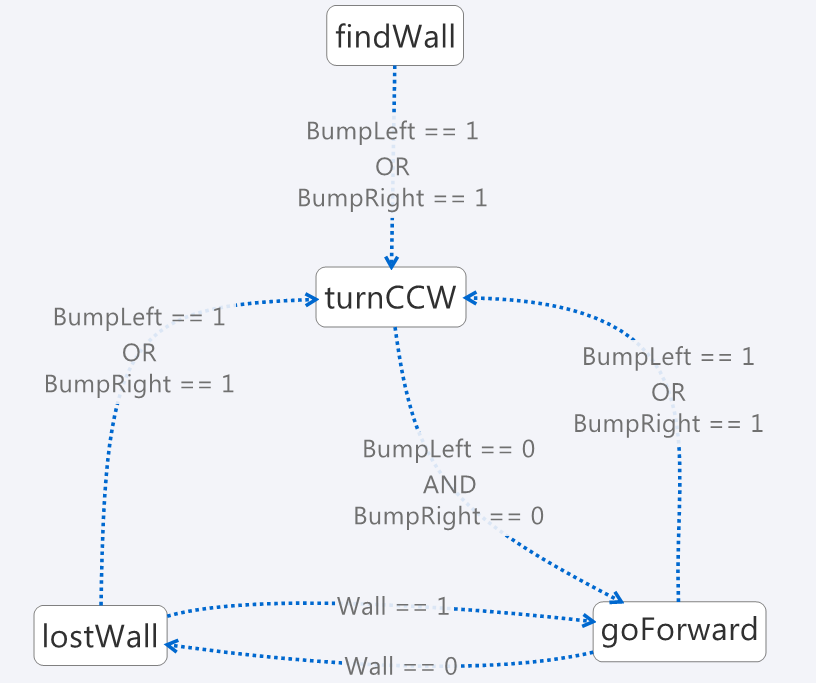 findWall
BumpLeft == 1
OR
BumpRight == 1
turnCCW
BumpLeft == 1
OR
BumpRight == 1
BumpLeft == 1
OR
BumpRight == 1
BumpLeft == 0
AND
BumpRight == 0
Wall == 1
lostWall
goForward
Wall == 0